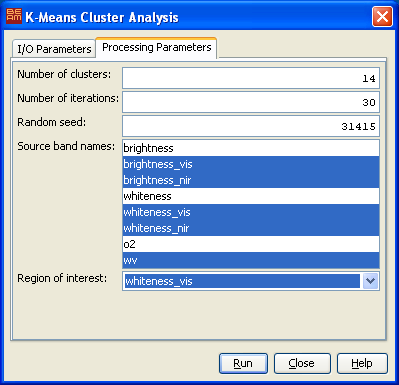 BEAM K-Means Cluster Analysis
I/O Parameters Processing Parameters
Number of clusters: 14
Number of iterations: 30
Random seed: 31415
Source band names: brightness
brightness_vis
brightness_nir
whiteness
whiteness_vis
whiteness_nir
o2
wv
Region of interest: whiteness_vis
Run Close Help